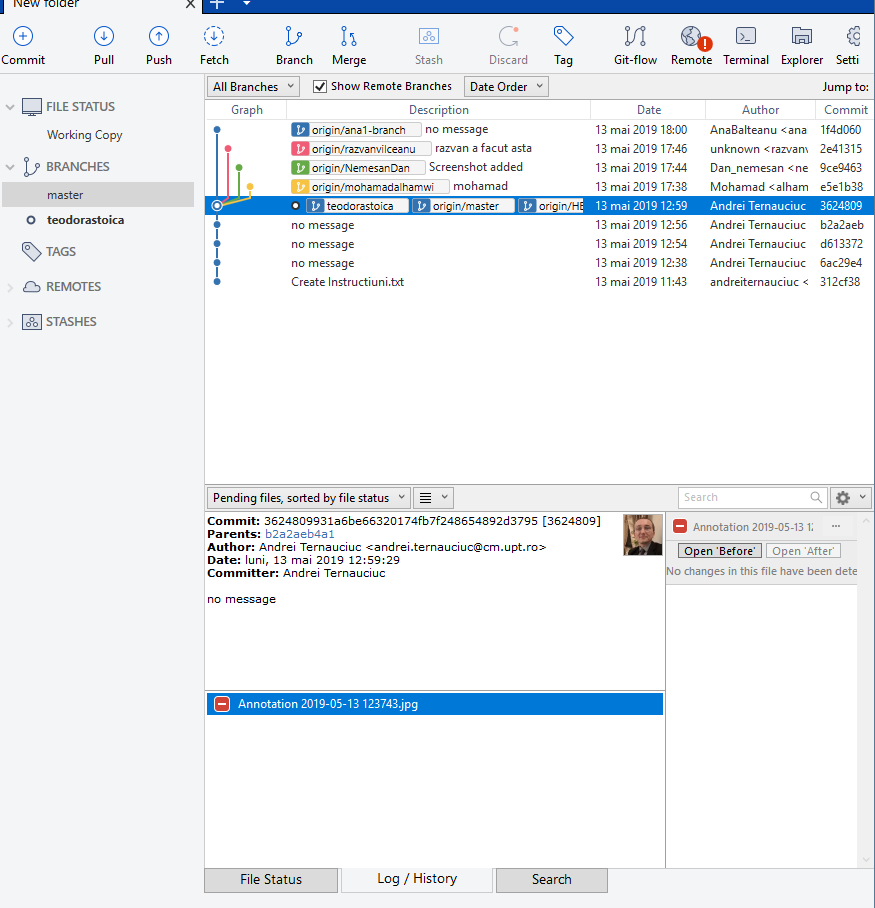 New folder
Commit Pull Push Fetch Branch Merge Stash Discard Tag Git-flow Remote Terminal Explorer Setti
All Branches Show Remote Branches Date Order Jump to:
FILE STATUS
Working Copy
BRANCHES
master
teodorastoica
TAGS
REMOTES
STASHES
Graph Description Date Author Commit
origin/ana1-branch no message 13 mai 2019 18:00 AnaBalteanu <ana 1f4d060
origin/razvanvilceanu razvan a facut asta 13 mai 2019 17:46 unknown <razvanv 2e41315
origin/NemesanDan Screenshot added 13 mai 2019 17:44 Dan_nemesan <ne 9ce9463
origin/mohamadalhamwi mohamad 13 mai 2019 17:38 Mohamad <alham e5e1b38
teodorastoica origin/master origin/HE 13 mai 2019 12:59 Andrei Ternauciuc 3624809
no message 13 mai 2019 12:56 Andrei Ternauciuc b2a2aeb
no message 13 mai 2019 12:54 Andrei Ternauciuc d613372
no message 13 mai 2019 12:38 Andrei Ternauciuc 6ac29e4
Create Instructiuni.txt 13 mai 2019 11:43 andreiternauciuc < 312cf38
Pending files, sorted by file status Search
Commit: 3624809931a6be66320174fb7f248654892d3795 [3624809]
Parents: b2a2aeb4a1
Author: Andrei Ternauciuc <andrei.ternauciuc@cm.upt.ro>
Date: luni, 13 mai 2019 12:59:29
Committer: Andrei Ternauciuc
no message
Annotation 2019-05-13 12 ...
Open 'Before' Open 'After'
No changes in this file have been dete
Annotation 2019-05-13 123743.jpg
File Status Log / History Search